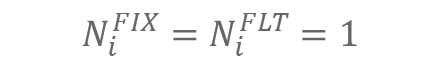 $N_i^{FIX} = N_i^{FLT} = 1$